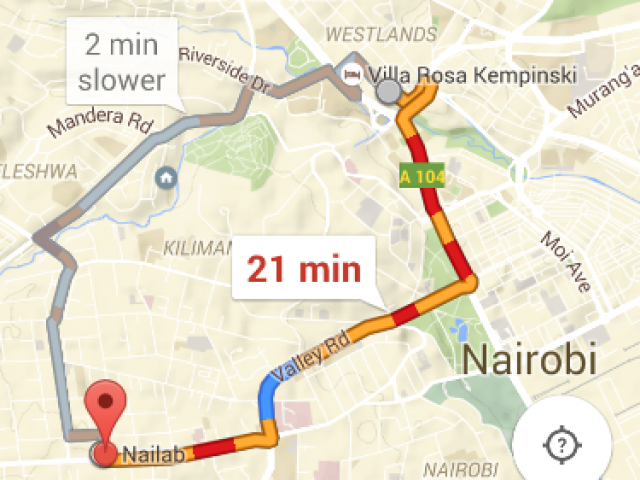 WESTLANDS
2 min
slower
Riverside Dr
Villa Rosa Kempinski
Murang'a
Mandera Rd
A 104
TLESHWA
KILIMAN
Moi Ave
21 min
Valley Rd
Nairobi
Nailab
?
NAIROBI